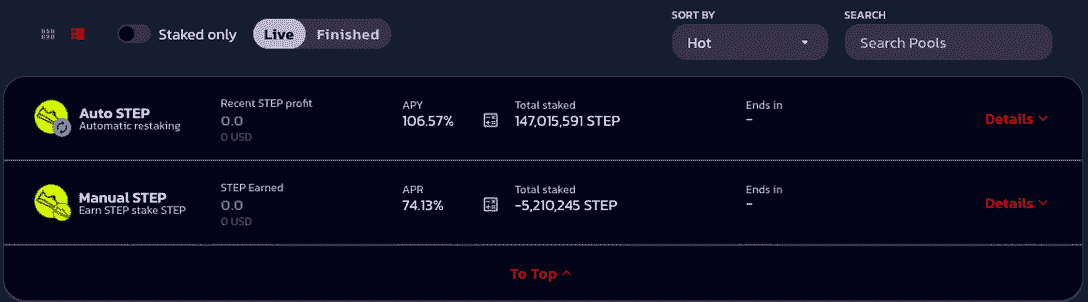 Staked only
Live
Finished
SORT BY
Hot
SEARCH
Search Pools
Auto STEP
Automatic restaking
Recent STEP profit
0.0
0 USD
APY
106.57%
Total staked
147,015,591 STEP
Ends in
-
Details
Manual STEP
Earn STEP stake STEP
STEP Earned
0.0
0 USD
APR
74.13%
Total staked
-5,210,245 STEP
Ends in
-
Details
To Top